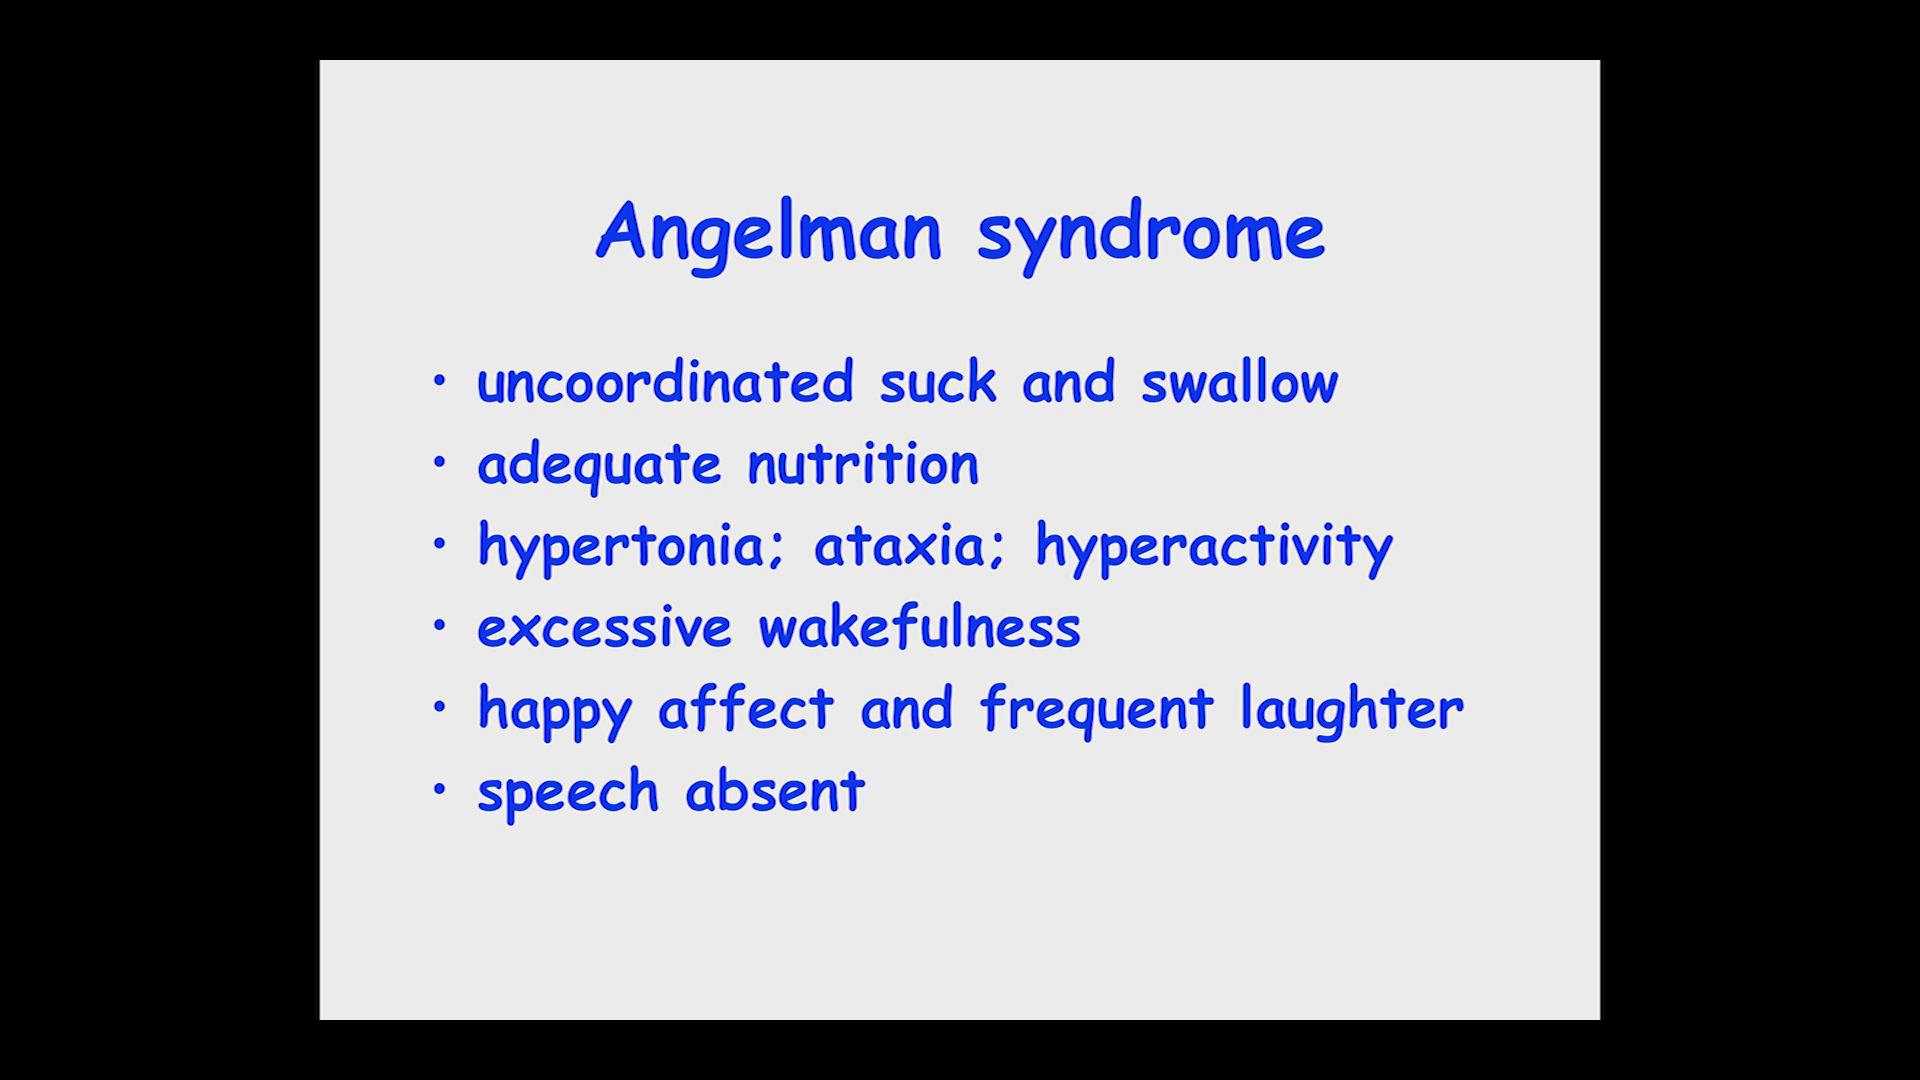 Angelman syndrome
• uncoordinated suck and swallow
• adequate nutrition
• hypertonia; ataxia; hyperactivity
• excessive wakefulness
• happy affect and frequent laughter
• speech absent